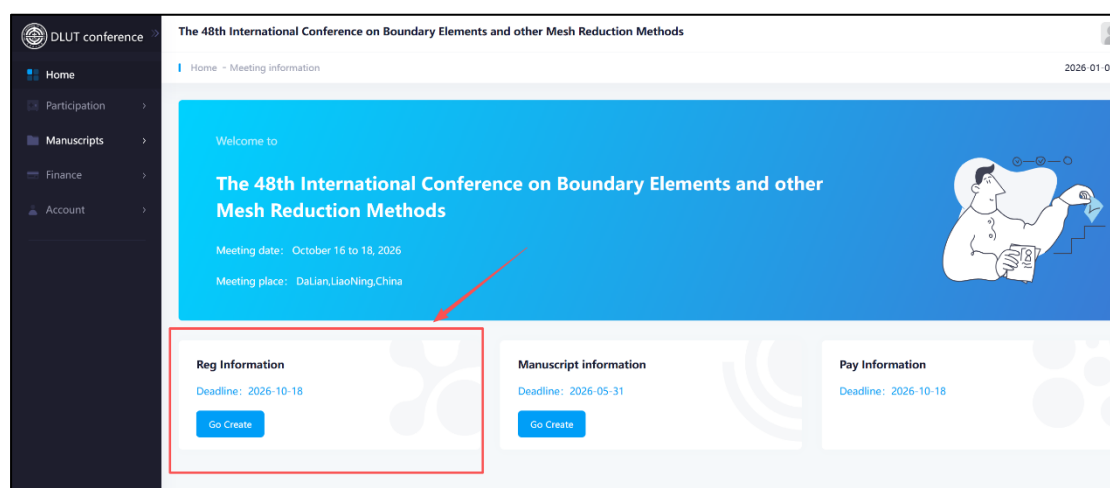 DLUT conference
The 48th International Conference on Boundary Elements and other Mesh Reduction Methods
Home
Participation
Manuscripts
Finance
Account
Home - Meeting information
2026-01-0
Welcome to
The 48th International Conference on Boundary Elements and other
Mesh Reduction Methods
Meeting date: October 16 to 18, 2026
Meeting place: DaLian,LiaoNing,China
Reg Information
Deadline: 2026-10-18
Go Create
Manuscript information
Deadline: 2026-05-31
Go Create
Pay Information
Deadline: 2026-10-18